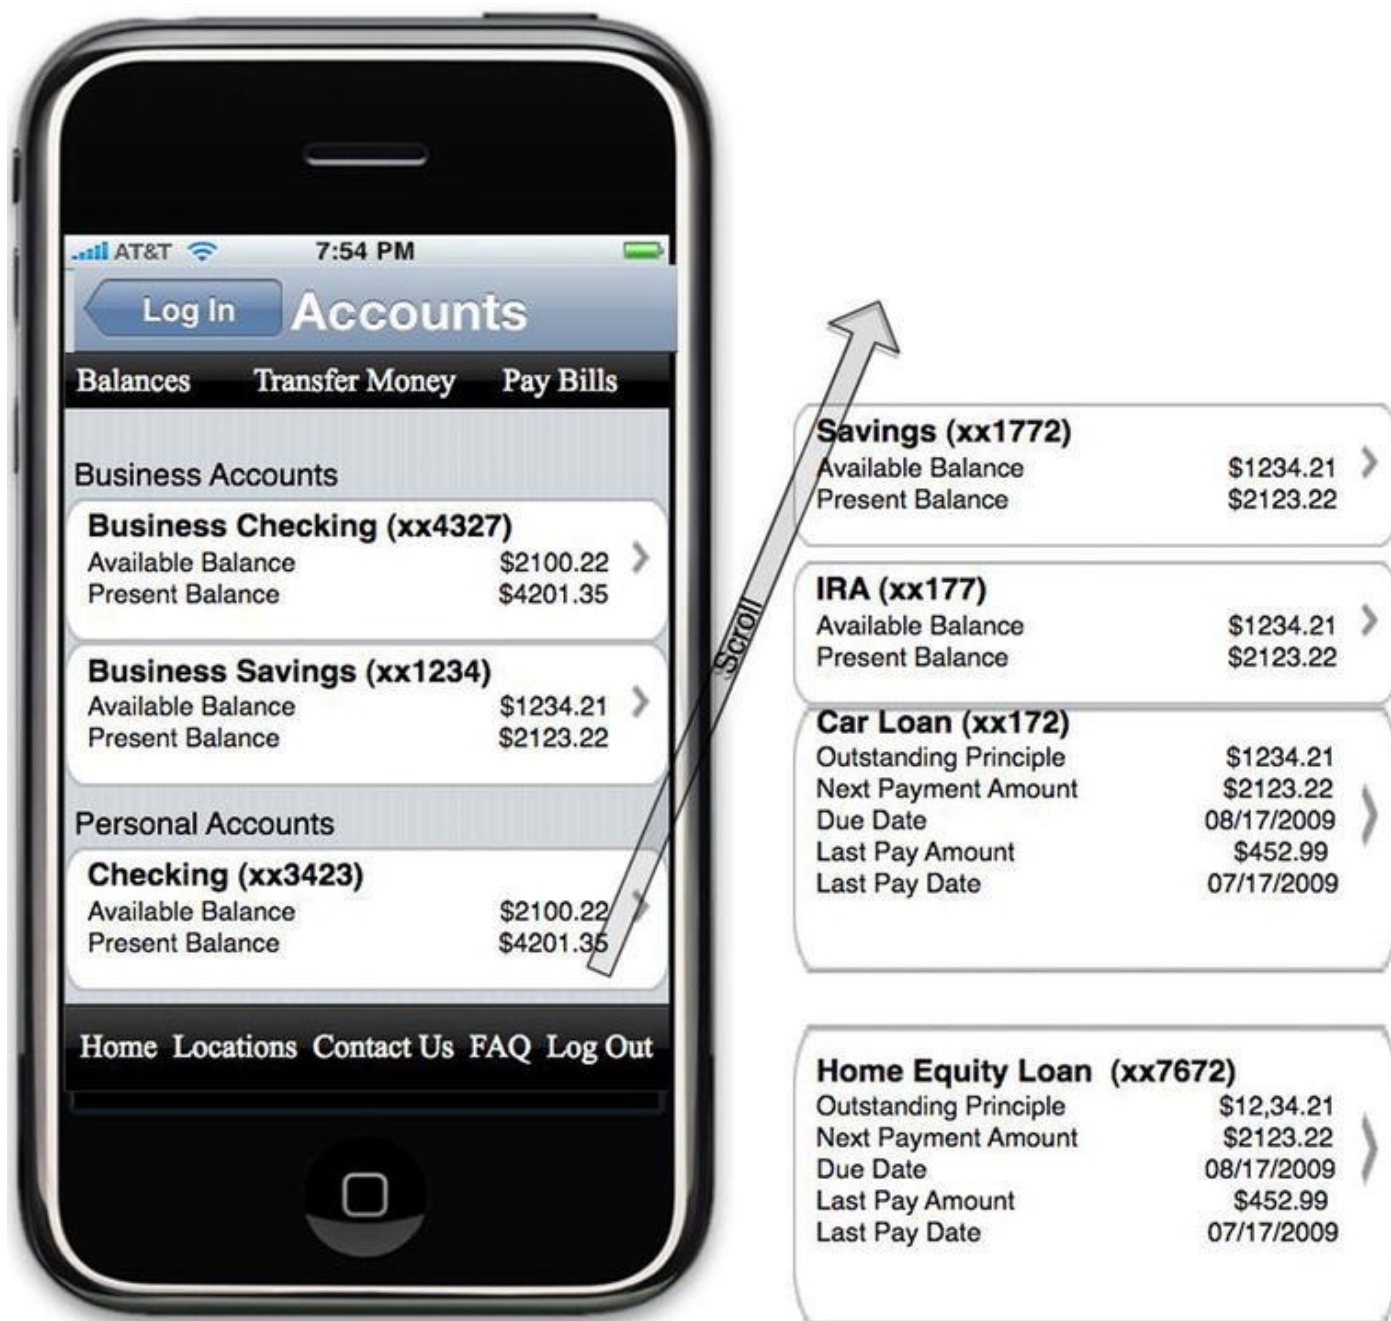 AT&T 7:54 PM
Log In Accounts
Balances Transfer Money Pay Bills
Business Accounts
Business Checking (xx4327)
Available Balance $2100.22
Present Balance $4201.35
Business Savings (xx1234)
Available Balance $1234.21
Present Balance $2123.22
Personal Accounts
Checking (xx3423)
Available Balance $2100.22
Present Balance $4201.35
Home Locations Contact Us FAQ Log Out
Scroll
Savings (xx1772)
Available Balance $1234.21
Present Balance $2123.22
IRA (xx177)
Available Balance $1234.21
Present Balance $2123.22
Car Loan (xx172)
Outstanding Principle $1234.21
Next Payment Amount $2123.22
Due Date 08/17/2009
Last Pay Amount $452.99
Last Pay Date 07/17/2009
Home Equity Loan (xx7672)
Outstanding Principle $12,34.21
Next Payment Amount $2123.22
Due Date 08/17/2009
Last Pay Amount $452.99
Last Pay Date 07/17/2009